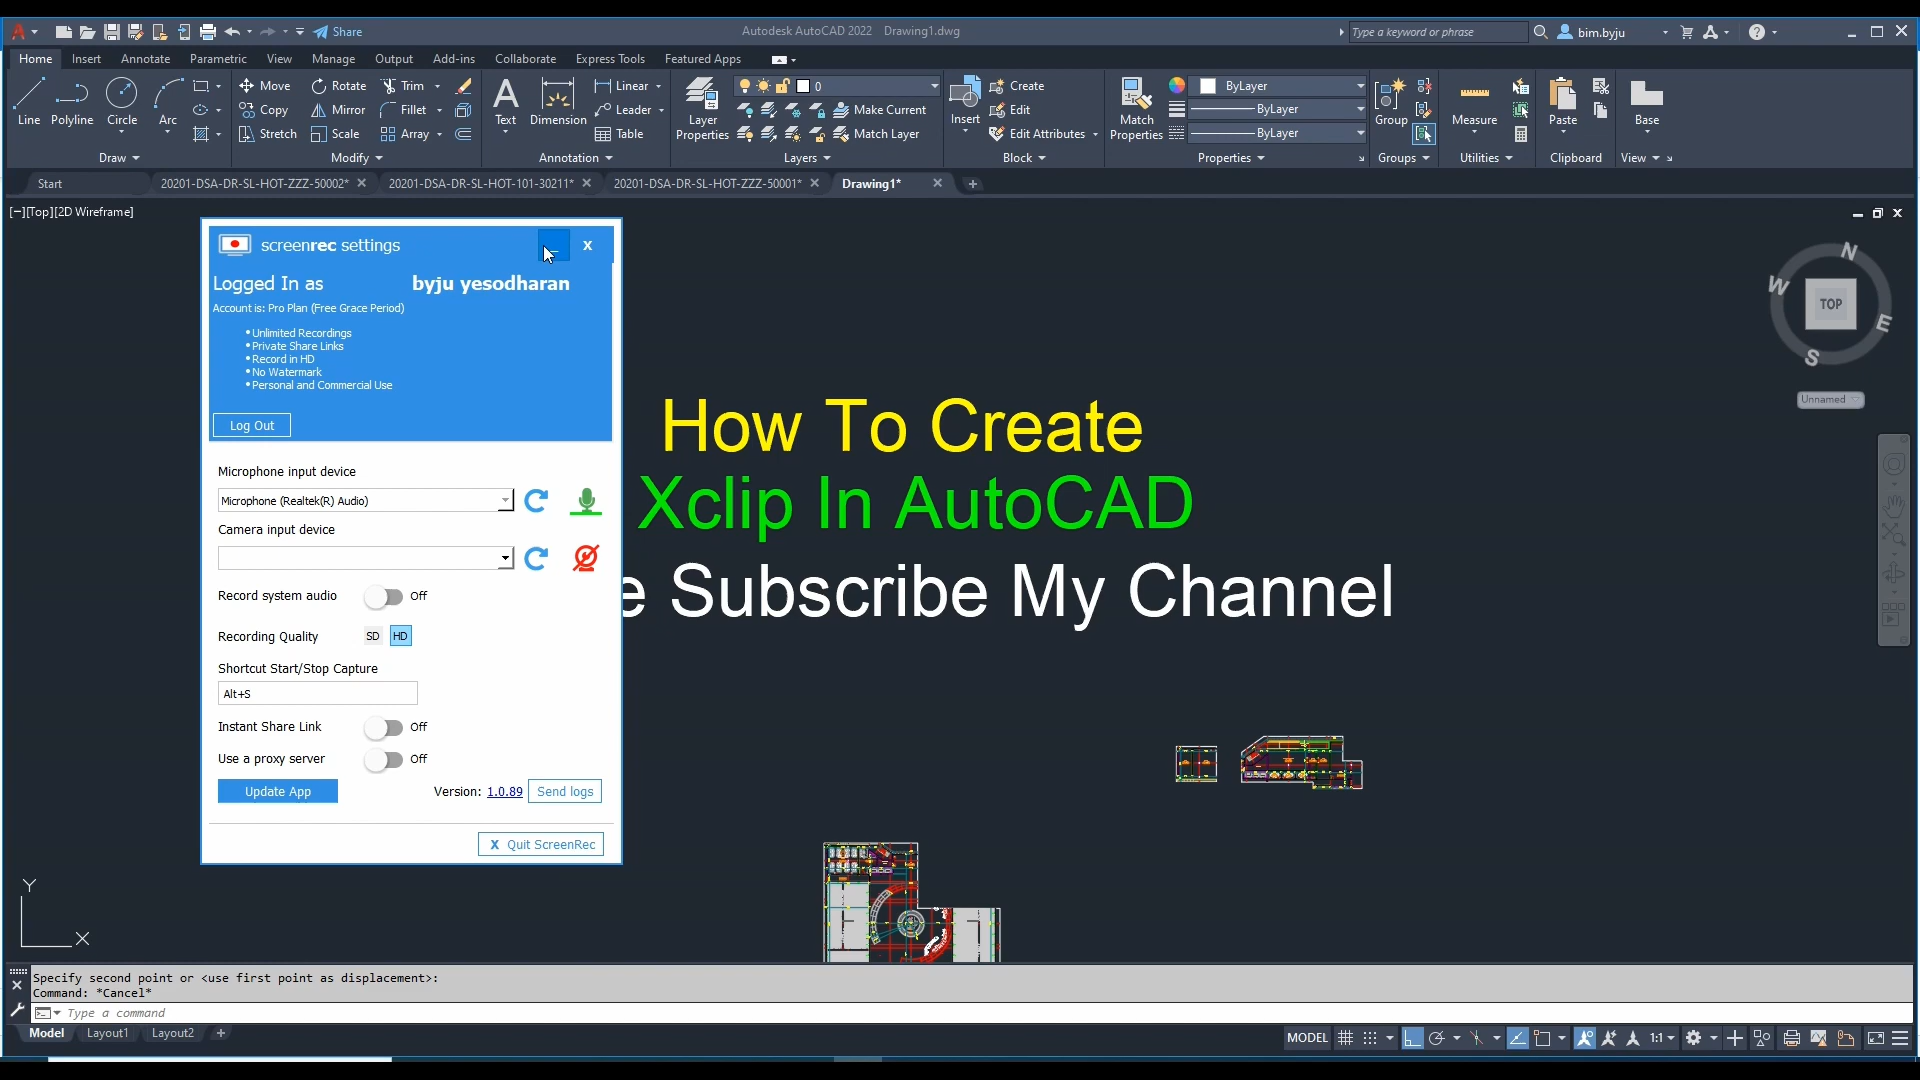 Share
Autodesk AutoCAD 2022 Drawing1.dwg
Type a keyword or phrase
bim.byju
Home Insert Annotate Parametric View Manage Output Add-ins Collaborate Express Tools Featured Apps
Line Polyline Circle Arc
Move Rotate Trim
Copy Mirror Fillet
Stretch Scale Array
Text Dimension
Linear
Leader
Table
Layer Properties
0
Make Current
Match Layer
Insert
Create
Edit
Edit Attributes
Match Properties
ByLayer
ByLayer
ByLayer
Group
Measure
Paste
Base
Draw Modify Annotation Layers Block Properties Groups Utilities Clipboard View
Start 20201-DSA-DR-SL-HOT-ZZZ-50002* 20201-DSA-DR-SL-HOT-101-30211* 20201-DSA-DR-SL-HOT-ZZZ-50001* Drawing1*
[−][Top][2D Wireframe]
screenrec settings x
Logged In as byju yesodharan
Account is: Pro Plan (Free Grace Period)
• Unlimited Recordings
• Private Share Links
• Record in HD
• No Watermark
• Personal and Commercial Use
Log Out
Microphone input device
Microphone (Realtek(R) Audio)
Camera input device
Record system audio Off
Recording Quality SD HD
Shortcut Start/Stop Capture
Alt+S
Instant Share Link Off
Use a proxy server Off
Update App Version: 1.0.89 Send logs
X Quit ScreenRec
How To Create
Xclip In AutoCAD
e Subscribe My Channel
N
W TOP E
S
Unnamed
Y
X
Specify second point or <use first point as displacement>:
Command: *Cancel*
Type a command
Model Layout1 Layout2 +
MODEL 1:1